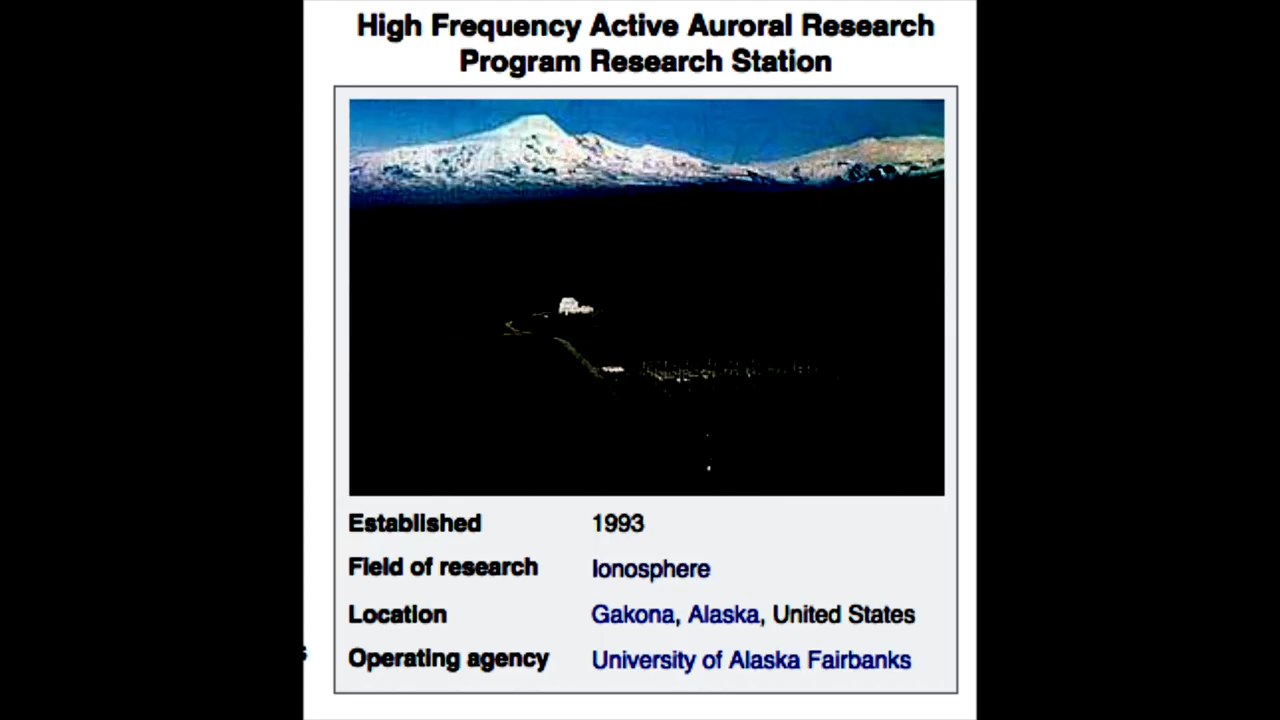 High Frequency Active Auroral Research
Program Research Station
Established 1993
Field of research Ionosphere
Location Gakona, Alaska, United States
Operating agency University of Alaska Fairbanks